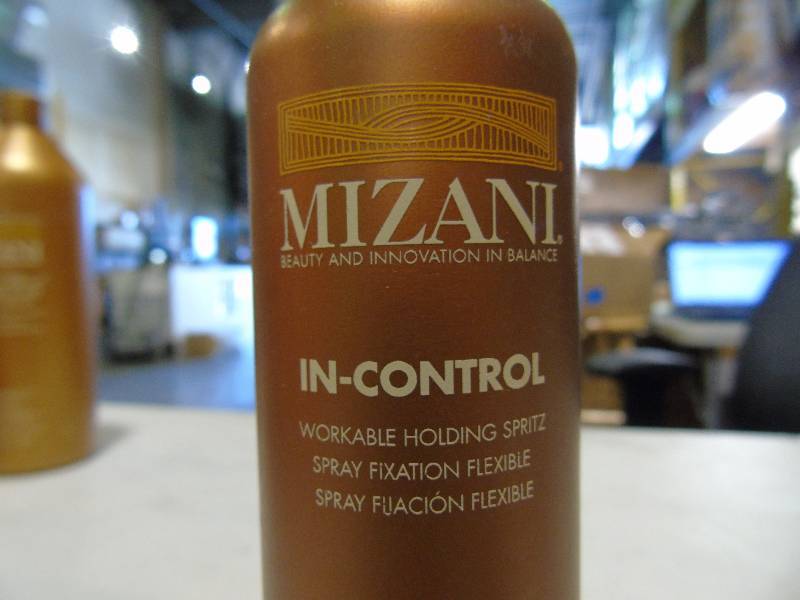 MIZANI
BEAUTY AND INNOVATION IN BALANCE
IN-CONTROL
WORKABLE HOLDING SPRITZ
SPRAY FIXATION FLEXIBLE
SPRAY FIJACIÓN FLEXIBLE